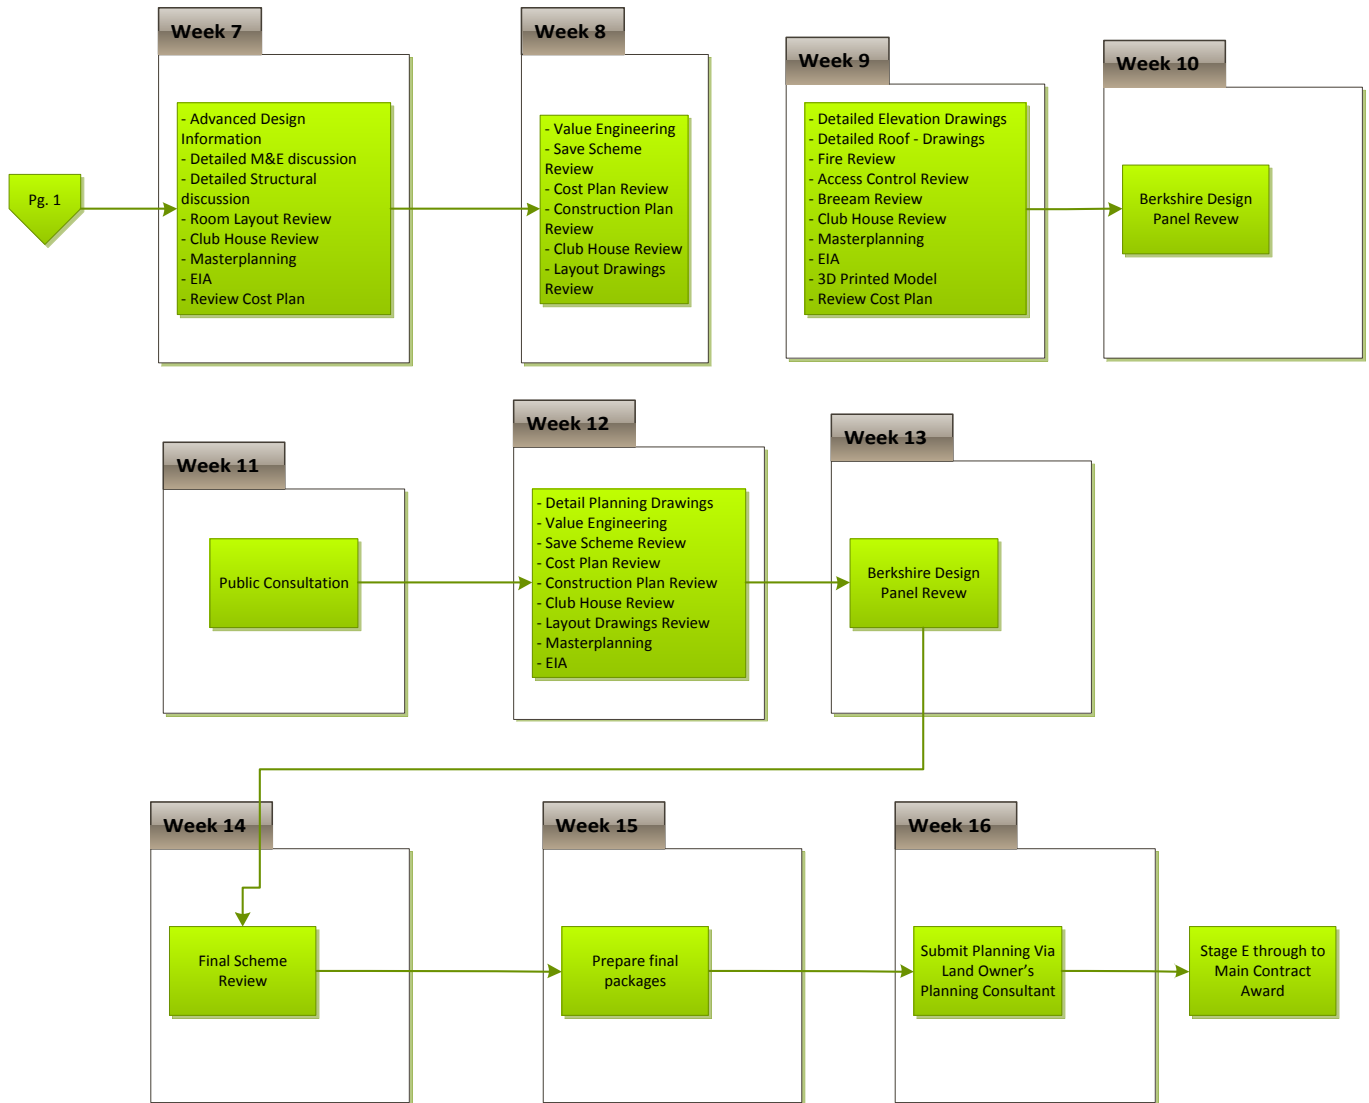 Pg. 1
Week 7
- Advanced Design
Information
- Detailed M&E discussion
- Detailed Structural
discussion
- Room Layout Review
- Club House Review
- Masterplanning
- EIA
- Review Cost Plan
Week 8
- Value Engineering
- Save Scheme
Review
- Cost Plan Review
- Construction Plan
Review
- Club House Review
- Layout Drawings
Review
Week 9
- Detailed Elevation Drawings
- Detailed Roof - Drawings
- Fire Review
- Access Control Review
- Breeam Review
- Club House Review
- Masterplanning
- EIA
- 3D Printed Model
- Review Cost Plan
Week 10
Berkshire Design
Panel Revew
Week 11
Public Consultation
Week 12
- Detail Planning Drawings
- Value Engineering
- Save Scheme Review
- Cost Plan Review
- Construction Plan Review
- Club House Review
- Layout Drawings Review
- Masterplanning
- EIA
Week 13
Berkshire Design
Panel Revew
Week 14
Final Scheme
Review
Week 15
Prepare final
packages
Week 16
Submit Planning Via
Land Owner’s
Planning Consultant
Stage E through to
Main Contract
Award